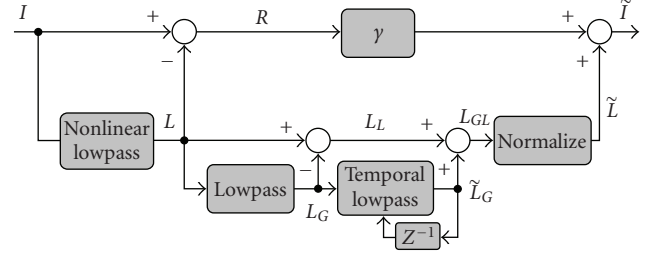 I
+
R
γ
+
Ĩ
−
+
Nonlinear
lowpass
L
+
L_L
+
L_GL
Normalize
L̃
−
+
Lowpass
L_G
Temporal
lowpass
L̃_G
Z⁻¹